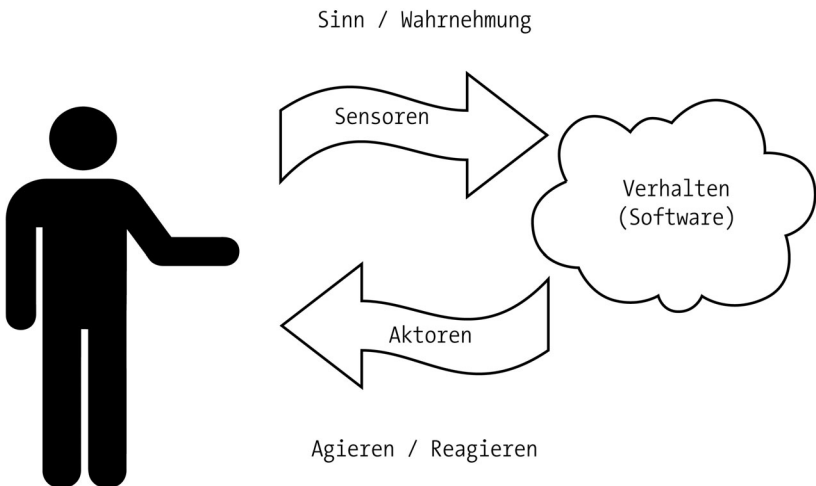 Sinn / Wahrnehmung
Sensoren
Verhalten
(Software)
Aktoren
Agieren / Reagieren